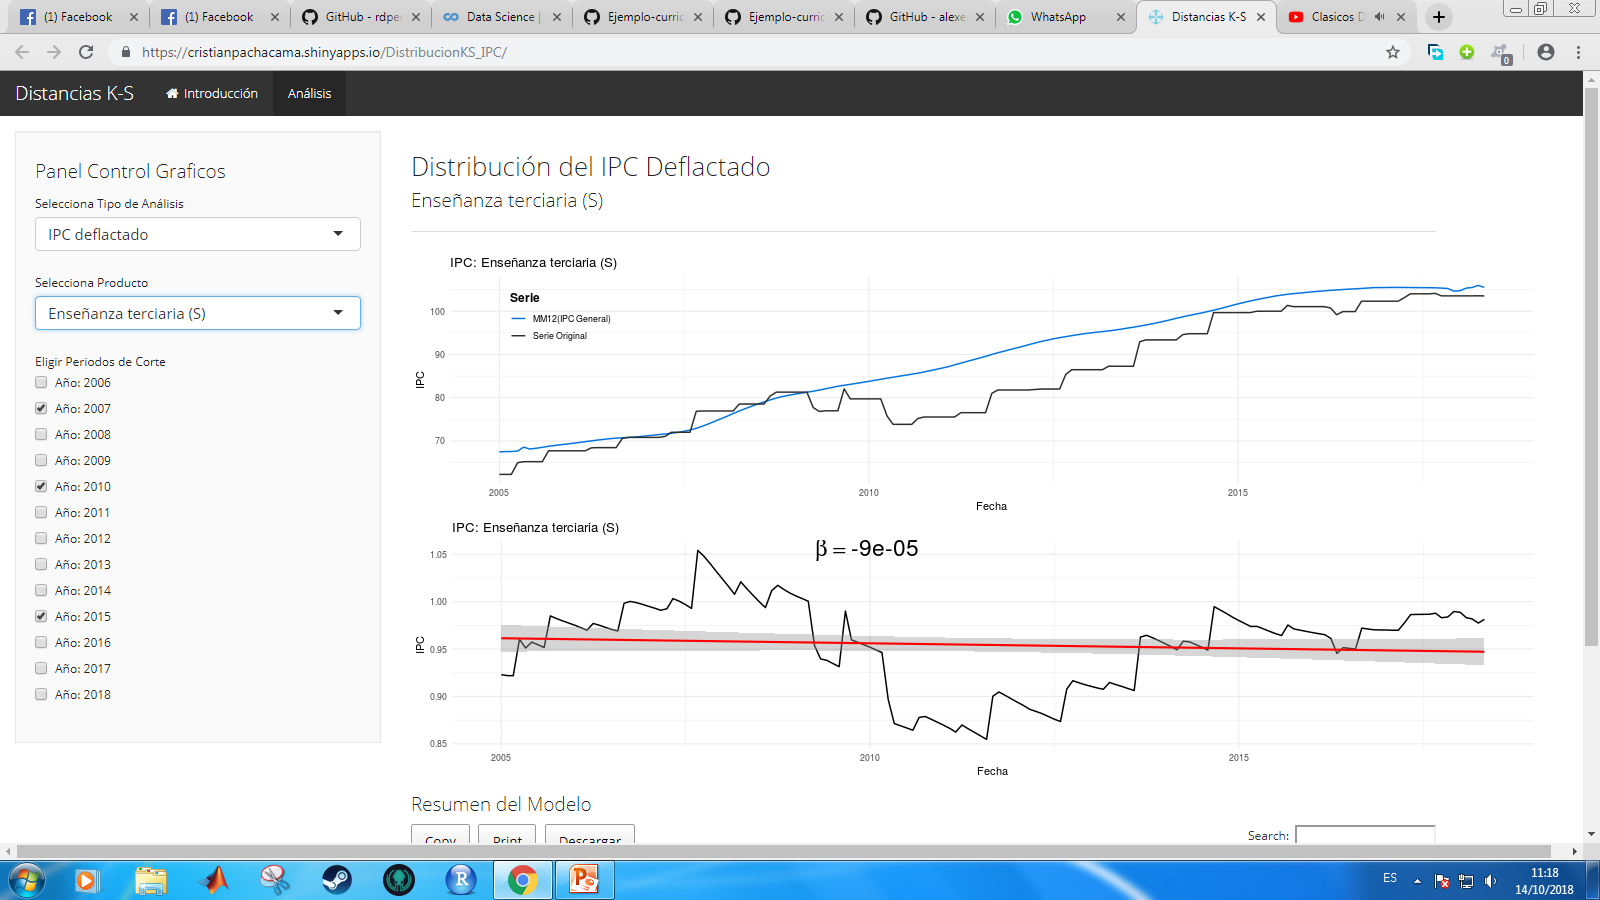 (1) Facebook
(1) Facebook
GitHub - rdpe
Data Science |
Ejemplo-curric
Ejemplo-curric
GitHub - alexe
WhatsApp
Distancias K-S
Clasicos D
https://cristianpachacama.shinyapps.io/DistribucionKS_IPC/
0
Distancias K-S
Introducción
Análisis
Panel Control Graficos
Selecciona Tipo de Análisis
IPC deflactado
Selecciona Producto
Enseñanza terciaria (S)
Eligir Periodos de Corte
Año: 2006
Año: 2007
Año: 2008
Año: 2009
Año: 2010
Año: 2011
Año: 2012
Año: 2013
Año: 2014
Año: 2015
Año: 2016
Año: 2017
Año: 2018
Distribución del IPC Deflactado
Enseñanza terciaria (S)
IPC: Enseñanza terciaria (S)
Serie
MM12(IPC General)
Serie Original
100
90
80
70
IPC
2005
2010
2015
Fecha
IPC: Enseñanza terciaria (S)
β = -9e-05
1.05
1.00
0.95
0.90
0.85
IPC
2005
2010
2015
Fecha
Resumen del Modelo
Copy
Print
Descargar
Search:
ES
11:18
14/10/2018